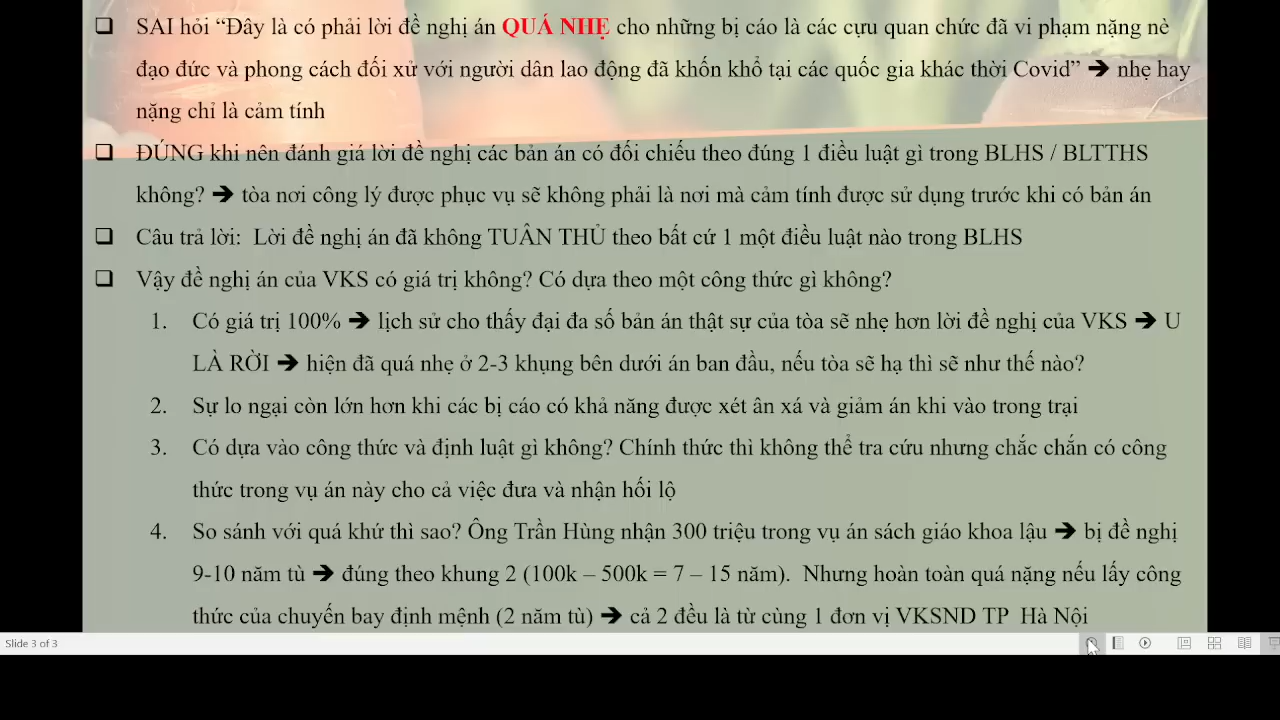 ❑ SAI hỏi “Đây là có phải lời đề nghị án QUÁ NHẸ cho những bị cáo là các cựu quan chức đã vi phạm nặng nè
đạo đức và phong cách đối xử với người dân lao động đã khốn khổ tại các quốc gia khác thời Covid” ➔ nhẹ hay
nặng chỉ là cảm tính
❑ ĐÚNG khi nên đánh giá lời đề nghị các bản án có đối chiếu theo đúng 1 điều luật gì trong BLHS / BLTTHS
không? ➔ tòa nơi công lý được phục vụ sẽ không phải là nơi mà cảm tính được sử dụng trước khi có bản án
❑ Câu trả lời: Lời đề nghị án đã không TUÂN THỦ theo bất cứ 1 một điều luật nào trong BLHS
❑ Vậy đề nghị án của VKS có giá trị không? Có dựa theo một công thức gì không?
1. Có giá trị 100% ➔ lịch sử cho thấy đại đa số bản án thật sự của tòa sẽ nhẹ hơn lời đề nghị của VKS ➔ U
LÀ RỜI ➔ hiện đã quá nhẹ ở 2-3 khụng bên dưới án ban đầu, nếu tòa sẽ hạ thì sẽ như thế nào?
2. Sự lo ngại còn lớn hơn khi các bị cáo có khả năng được xét ân xá và giảm án khi vào trong trại
3. Có dựa vào công thức và định luật gì không? Chính thức thì không thể tra cứu nhưng chắc chắn có công
thức trong vụ án này cho cả việc đưa và nhận hối lộ
4. So sánh với quá khứ thì sao? Ông Trần Hùng nhận 300 triệu trong vụ án sách giáo khoa lậu ➔ bị đề nghị
9-10 năm tù ➔ đúng theo khung 2 (100k – 500k = 7 – 15 năm). Nhưng hoàn toàn quá nặng nếu lấy công
thức của chuyến bay định mệnh (2 năm tù) ➔ cả 2 đều là từ cùng 1 đơn vị VKSND TP Hà Nội
Slide 3 of 3